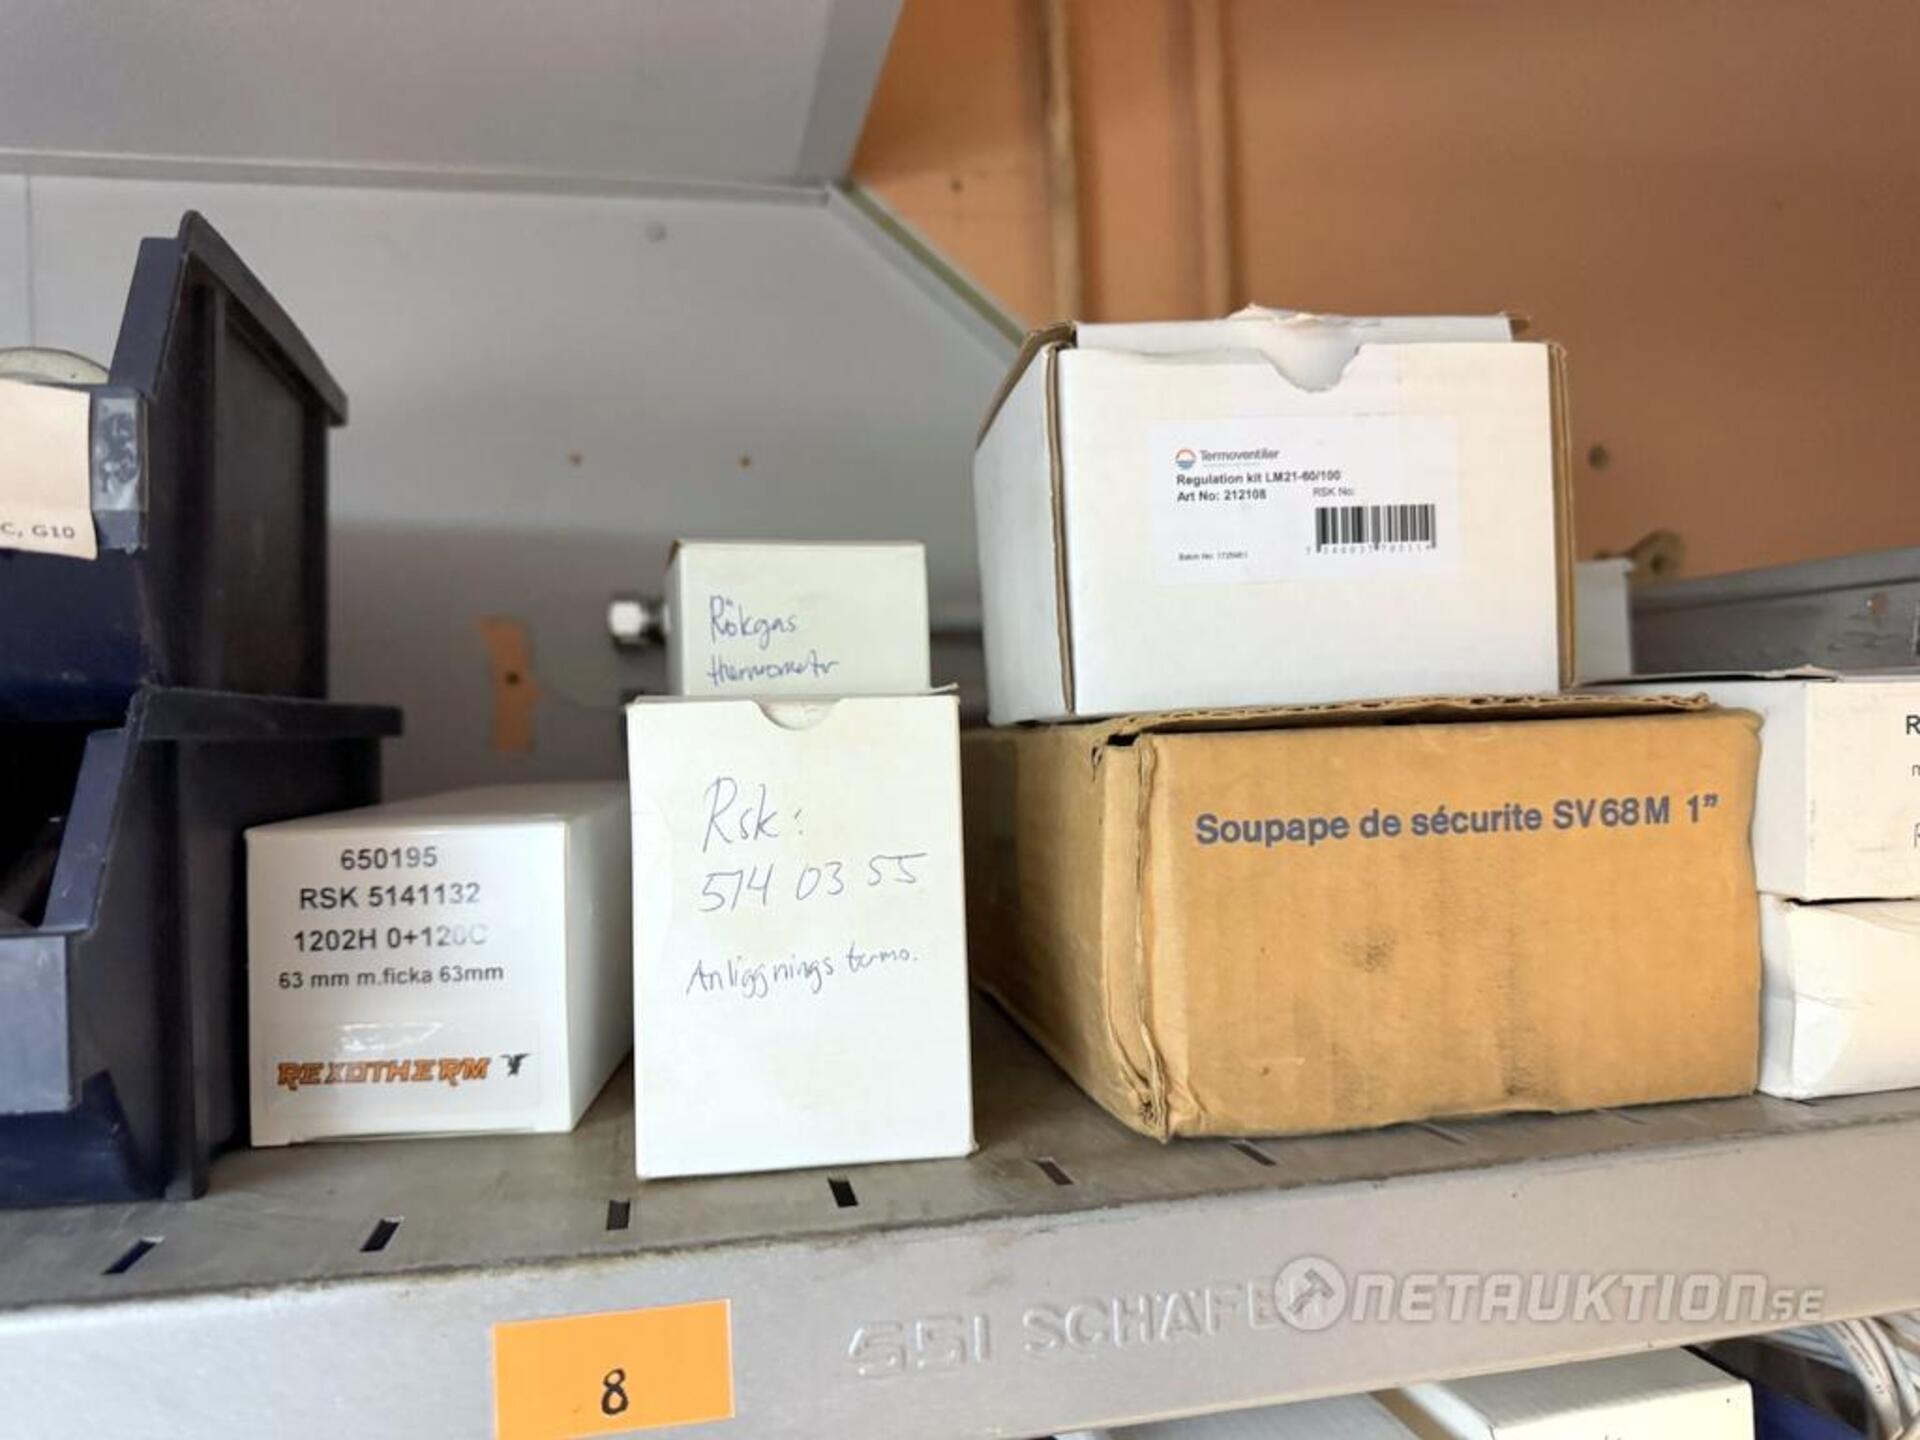 C, G10
Rökgas
thermometr
Termoventiler
Regulation kit LM21-60/100
Art No: 212108
RSK No:
650195
RSK 5141132
1202H 0+120C
63 mm m.ficka 63mm
REXOTHERM
Rsk:
514 03 55
Anliggnings termo.
Soupape de sécurite SV68M 1"
R
SSI SCHÄFER
NETAUKTION.SE
8